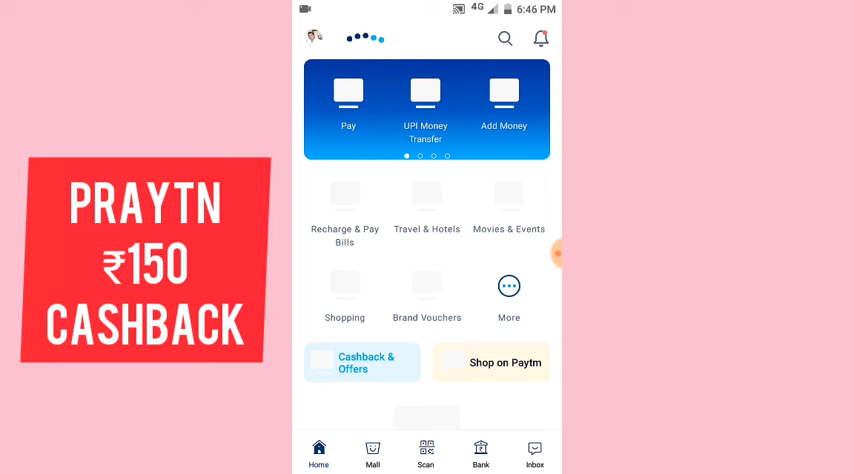 4G 6:46 PM
Pay
UPI Money
Transfer
Add Money
Recharge & Pay
Bills
Travel & Hotels
Movies & Events
Shopping
Brand Vouchers
More
Cashback &
Offers
Shop on Paytm
Home
Mall
Scan
Bank
Inbox
PRAYTN
₹150
CASHBACK